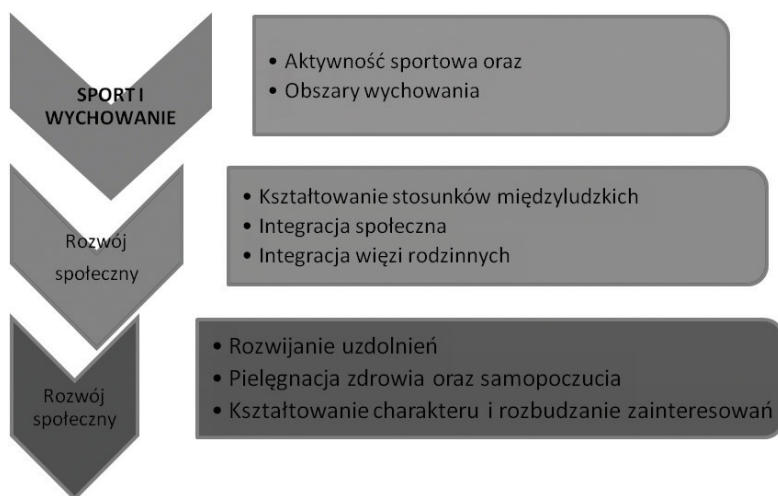 SPORT I
WYCHOWANIE
• Aktywność sportowa oraz
• Obszary wychowania
Rozwój
społeczny
• Kształtowanie stosunków międzyludzkich
• Integracja społeczna
• Integracja więzi rodzinnych
Rozwój
społeczny
• Rozwijanie uzdolnień
• Pielęgnacja zdrowia oraz samopoczucia
• Kształtowanie charakteru i rozbudzanie zainteresowań